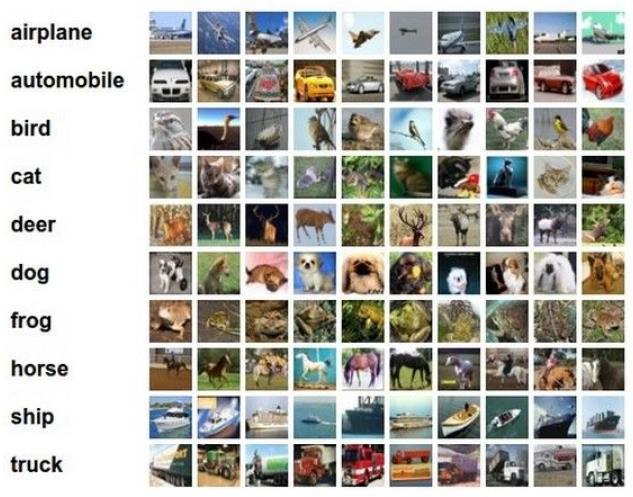 airplane
automobile
bird
cat
deer
dog
frog
horse
ship
truck